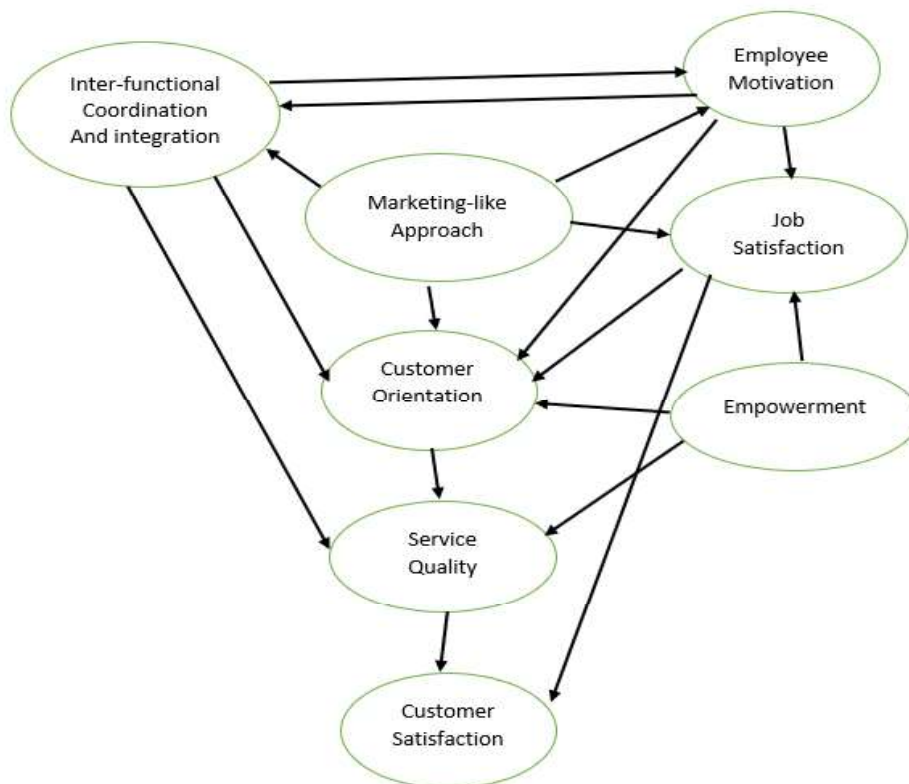 Employee
Motivation
Inter-functional
Coordination
And integration
Marketing-like
Approach
Job
Satisfaction
Customer
Orientation
Empowerment
Service
Quality
Customer
Satisfaction